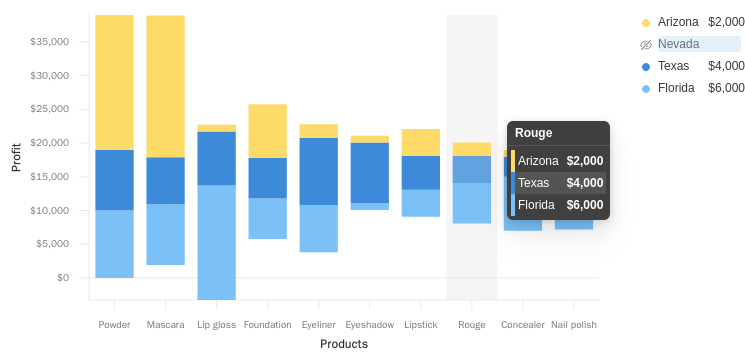 Arizona $2,000
Nevada
Texas $4,000
Florida $6,000
$35,000
$30,000
$25,000
$20,000
$15,000
$10,000
$5,000
$0
Profit
Rouge
Arizona $2,000
Texas $4,000
Florida $6,000
Powder Mascara Lip gloss Foundation Eyeliner Eyeshadow Lipstick Rouge Concealer Nail polish
Products